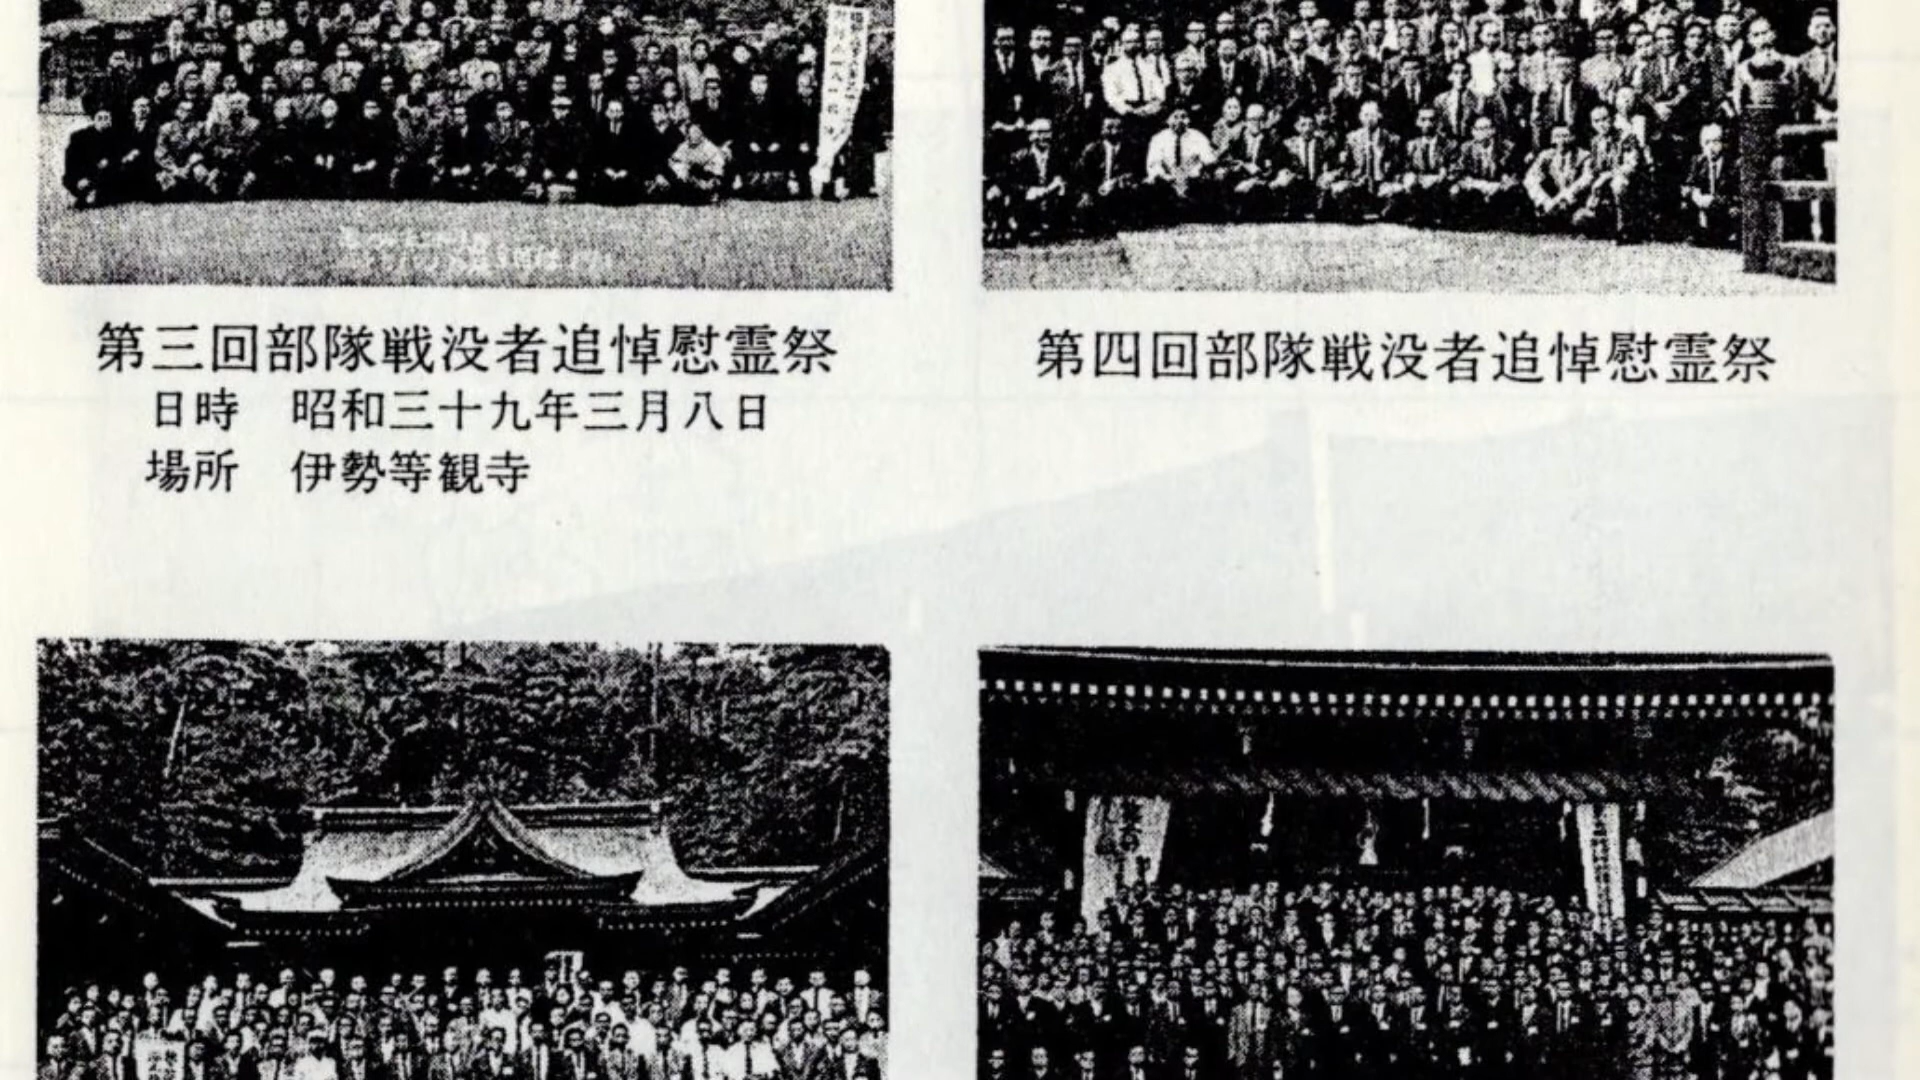 第三回部隊戦没者追悼慰霊祭
日時　昭和三十九年三月八日
場所　伊勢等観寺
第四回部隊戦没者追悼慰霊祭